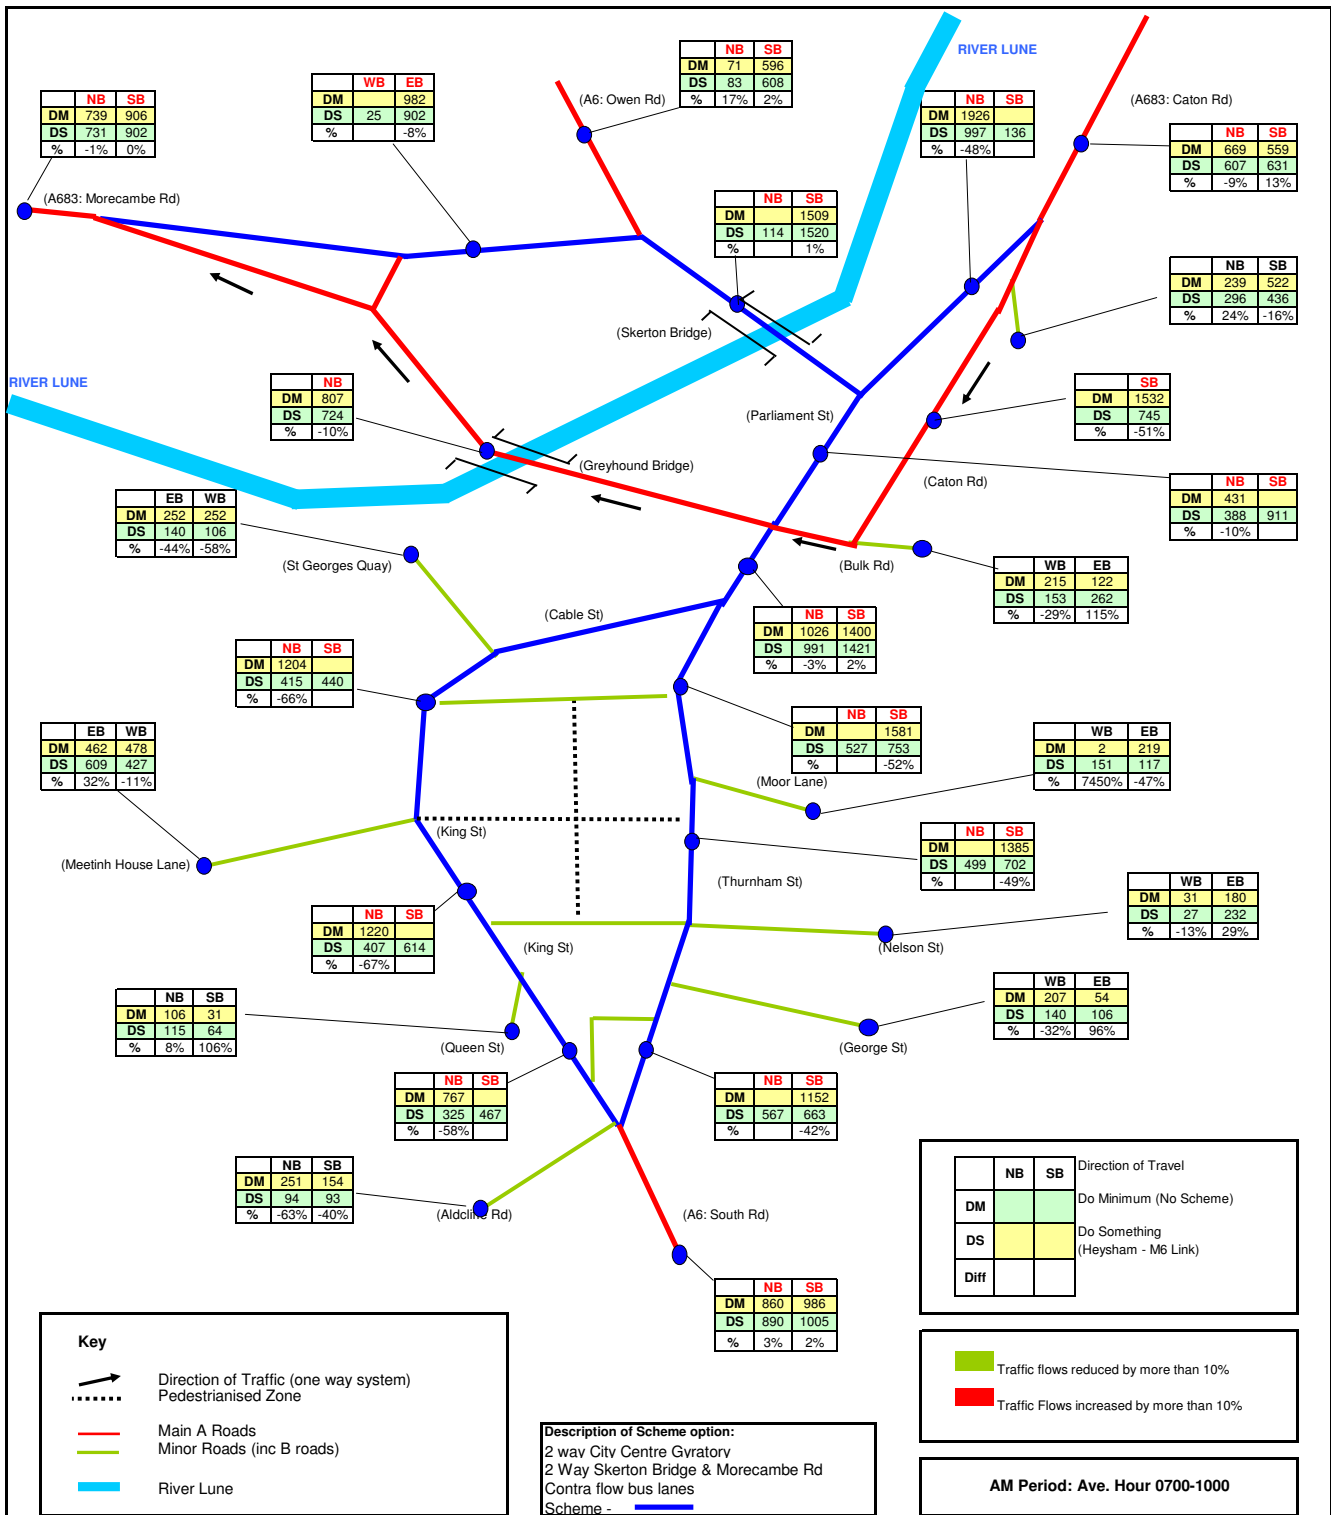 NB SB
DM 71 596
DS 83 608
% 17% 2%
RIVER LUNE
(A6: Owen Rd)
WB EB
DM 982
DS 25 902
% -8%
NB SB
DM 739 906
DS 731 902
% -1% 0%
NB SB
DM 1926
DS 997 136
% -48%
(A683: Caton Rd)
NB SB
DM 669 559
DS 607 631
% -9% 13%
(A683: Morecambe Rd)
NB SB
DM 1509
DS 114 1520
% 1%
NB SB
DM 239 522
DS 296 436
% 24% -16%
(Skerton Bridge)
RIVER LUNE
NB
DM 807
DS 724
% -10%
SB
DM 1532
DS 745
% -51%
(Parliament St)
(Greyhound Bridge)
(Caton Rd)
NB SB
DM 431
DS 388 911
% -10%
EB WB
DM 252 252
DS 140 106
% -44% -58%
(St Georges Quay)
(Bulk Rd)
WB EB
DM 215 122
DS 153 262
% -29% 115%
(Cable St)
NB SB
DM 1026 1400
DS 991 1421
% -3% 2%
NB SB
DM 1204
DS 415 440
% -66%
NB SB
DM 1581
DS 527 753
% -52%
EB WB
DM 462 478
DS 609 427
% 32% -11%
WB EB
DM 2 219
DS 151 117
% 7450% -47%
(Moor Lane)
(King St)
(Meetinh House Lane)
NB SB
DM 1385
DS 499 702
% -49%
(Thurnham St)
WB EB
DM 31 180
DS 27 232
% -13% 29%
NB SB
DM 1220
DS 407 614
% -67%
(King St)
(Nelson St)
WB EB
DM 207 54
DS 140 106
% -32% 96%
NB SB
DM 106 31
DS 115 64
% 8% 106%
(Queen St)
(George St)
NB SB
DM 767
DS 325 467
% -58%
NB SB
DM 1152
DS 567 663
% -42%
NB SB
DM 251 154
DS 94 93
% -63% -40%
(Aldcliffe Rd)
(A6: South Rd)
NB SB
DM 860 986
DS 890 1005
% 3% 2%
NB SB Direction of Travel
DM Do Minimum (No Scheme)
DS Do Something
(Heysham - M6 Link)
Diff
Key
Direction of Traffic (one way system)
Pedestrianised Zone
Main A Roads
Minor Roads (inc B roads)
River Lune
Description of Scheme option:
2 way City Centre Gyratory
2 Way Skerton Bridge & Morecambe Rd
Contra flow bus lanes
Scheme -
Traffic flows reduced by more than 10%
Traffic Flows increased by more than 10%
AM Period: Ave. Hour 0700-1000